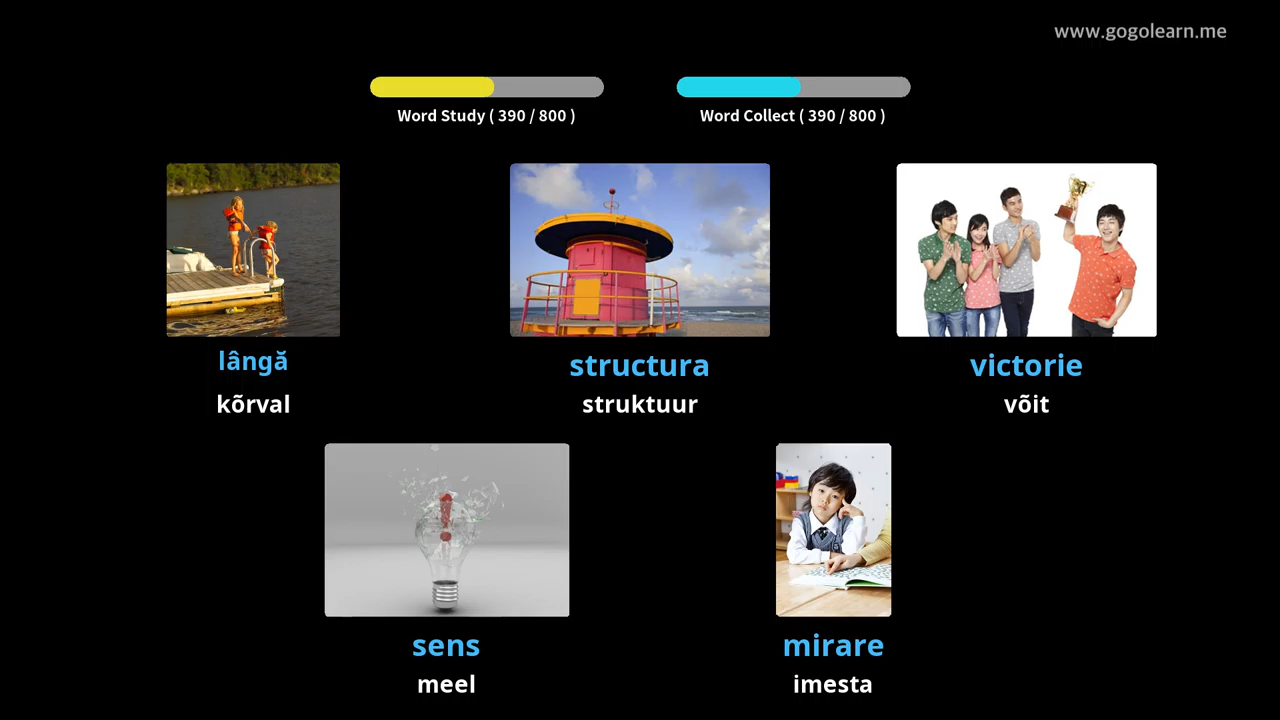 www.gogolearn.me
Word Study ( 390 / 800 )
Word Collect ( 390 / 800 )
lângă
structura
victorie
kõrval
struktuur
võit
sens
mirare
meel
imesta